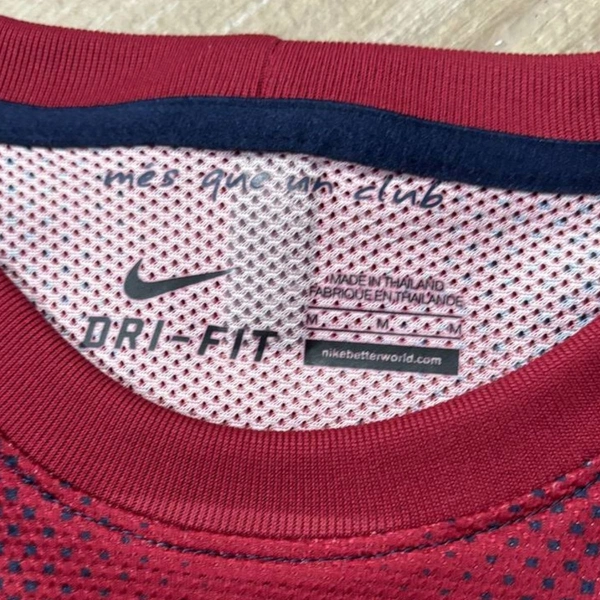 més que un club
DRI-FIT
MADE IN THAILAND
FABRIQUE EN THAILANDE
M M M
nikebetterworld.com